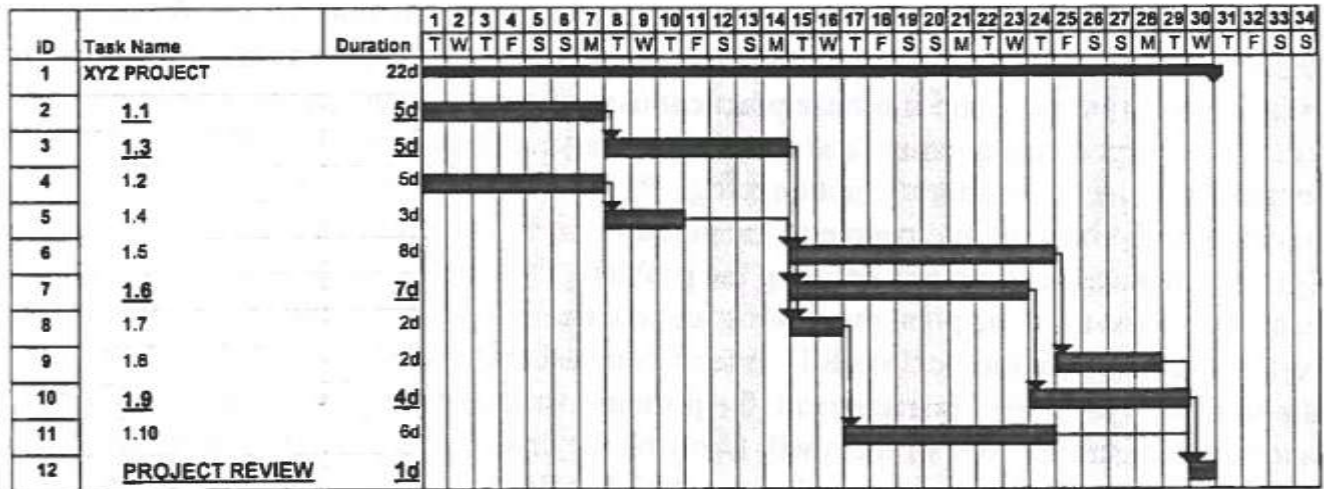 1 2 3 4 5 6 7 8 9 10 11 12 13 14 15 16 17 18 19 20 21 22 23 24 25 26 27 28 29 30 31 32 33 34
ID Task Name Duration T W T F S S M T W T F S S M T W T F S S M T W T F S S M T W T F S S
1 XYZ PROJECT 22d
2 1.1 5d
3 1.3 5d
4 1.2 5d
5 1.4 3d
6 1.5 8d
7 1.6 7d
8 1.7 2d
9 1.8 2d
10 1.9 4d
11 1.10 6d
12 PROJECT REVIEW 1d